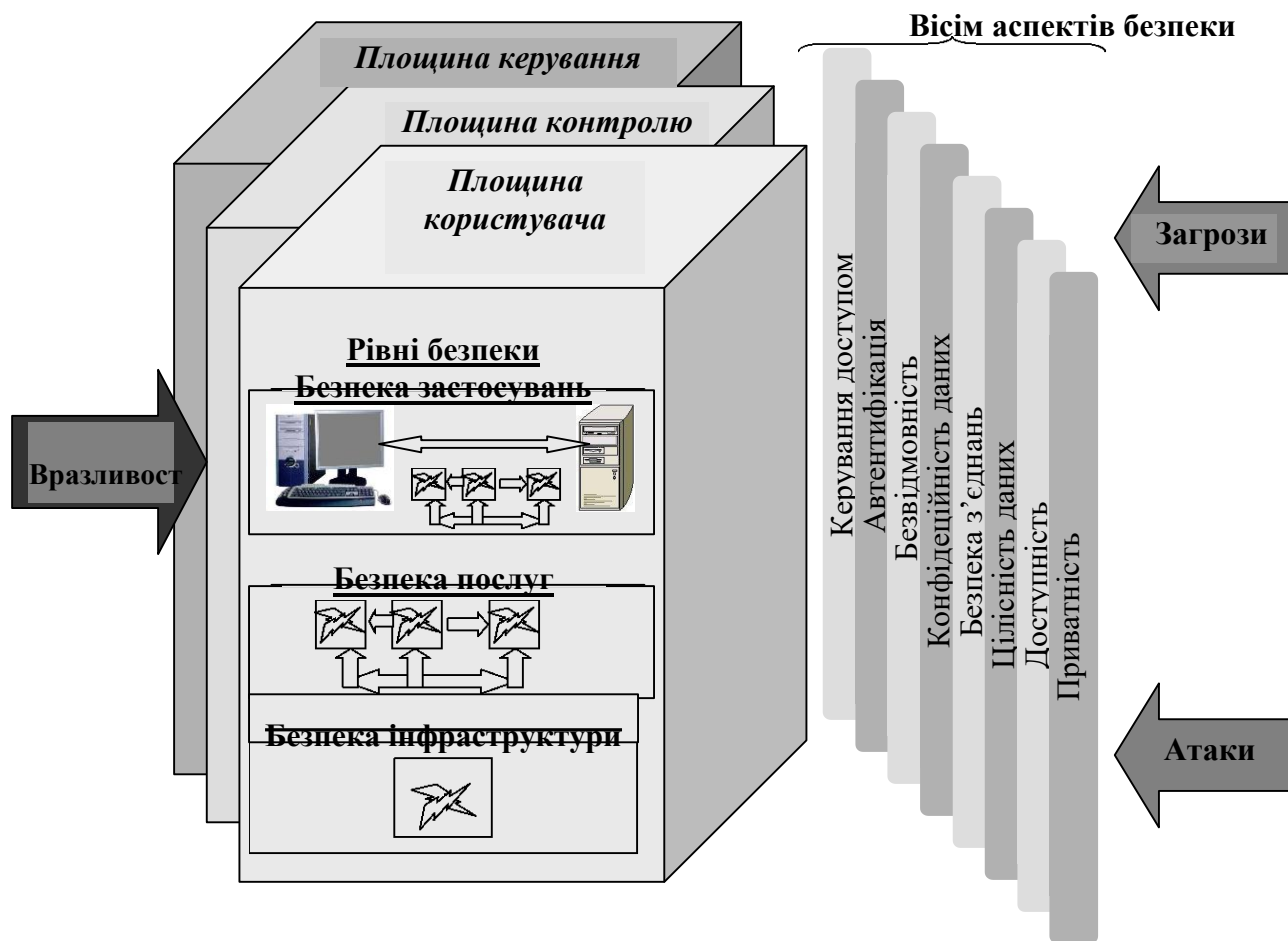 Вісім аспектів безпеки
Площина керування
Площина контролю
Площина
користувача
Рівні безпеки
Безпека застосувань
Безпека послуг
Безпека інфраструктури
Вразливост
Керування доступом
Автентифікація
Безвідмовність
Конфідеційність даних
Безпека з’єднань
Цілісність даних
Доступність
Приватність
Загрози
Атаки